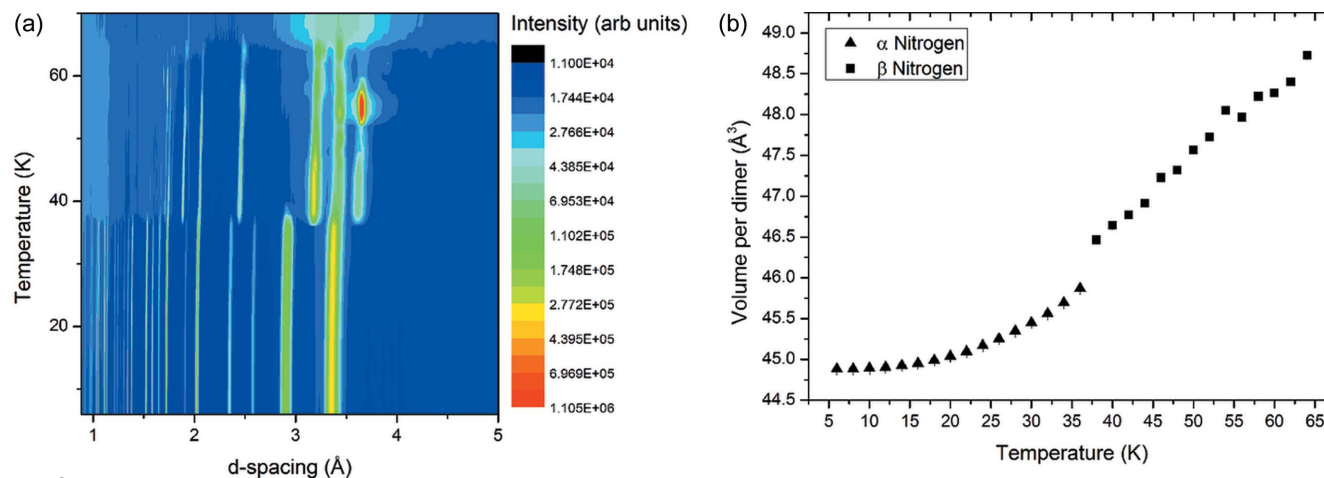 (a)
Intensity (arb units)
1.100E+04
1.744E+04
2.766E+04
4.385E+04
6.953E+04
1.102E+05
1.748E+05
2.772E+05
4.395E+05
6.969E+05
1.105E+06
Temperature (K)
60
40
20
1 2 3 4 5
d-spacing (Å)
(b)
α Nitrogen
β Nitrogen
Volume per dimer (Å³)
49.0
48.5
48.0
47.5
47.0
46.5
46.0
45.5
45.0
44.5
5 10 15 20 25 30 35 40 45 50 55 60 65
Temperature (K)